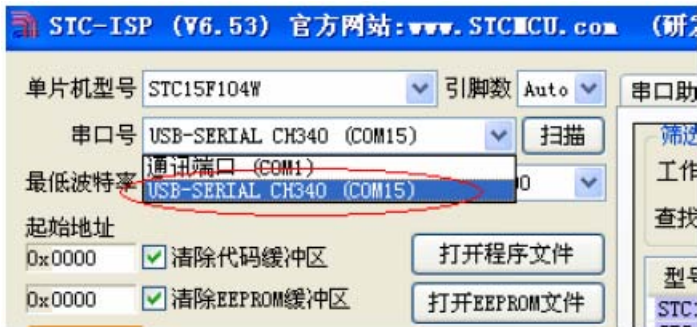 STC-ISP (V6.53) 官方网站:www.STCMCU.com (研发
单片机型号 STC15F104W 引脚数 Auto 串口助
串口号 USB-SERIAL CH340 (COM15) 扫描 筛选
通讯端口 (COM1)
最低波特率 USB-SERIAL CH340 (COM15) 工作
起始地址 查找
0x0000 清除代码缓冲区 打开程序文件 型号
0x0000 清除EEPROM缓冲区 打开EEPROM文件